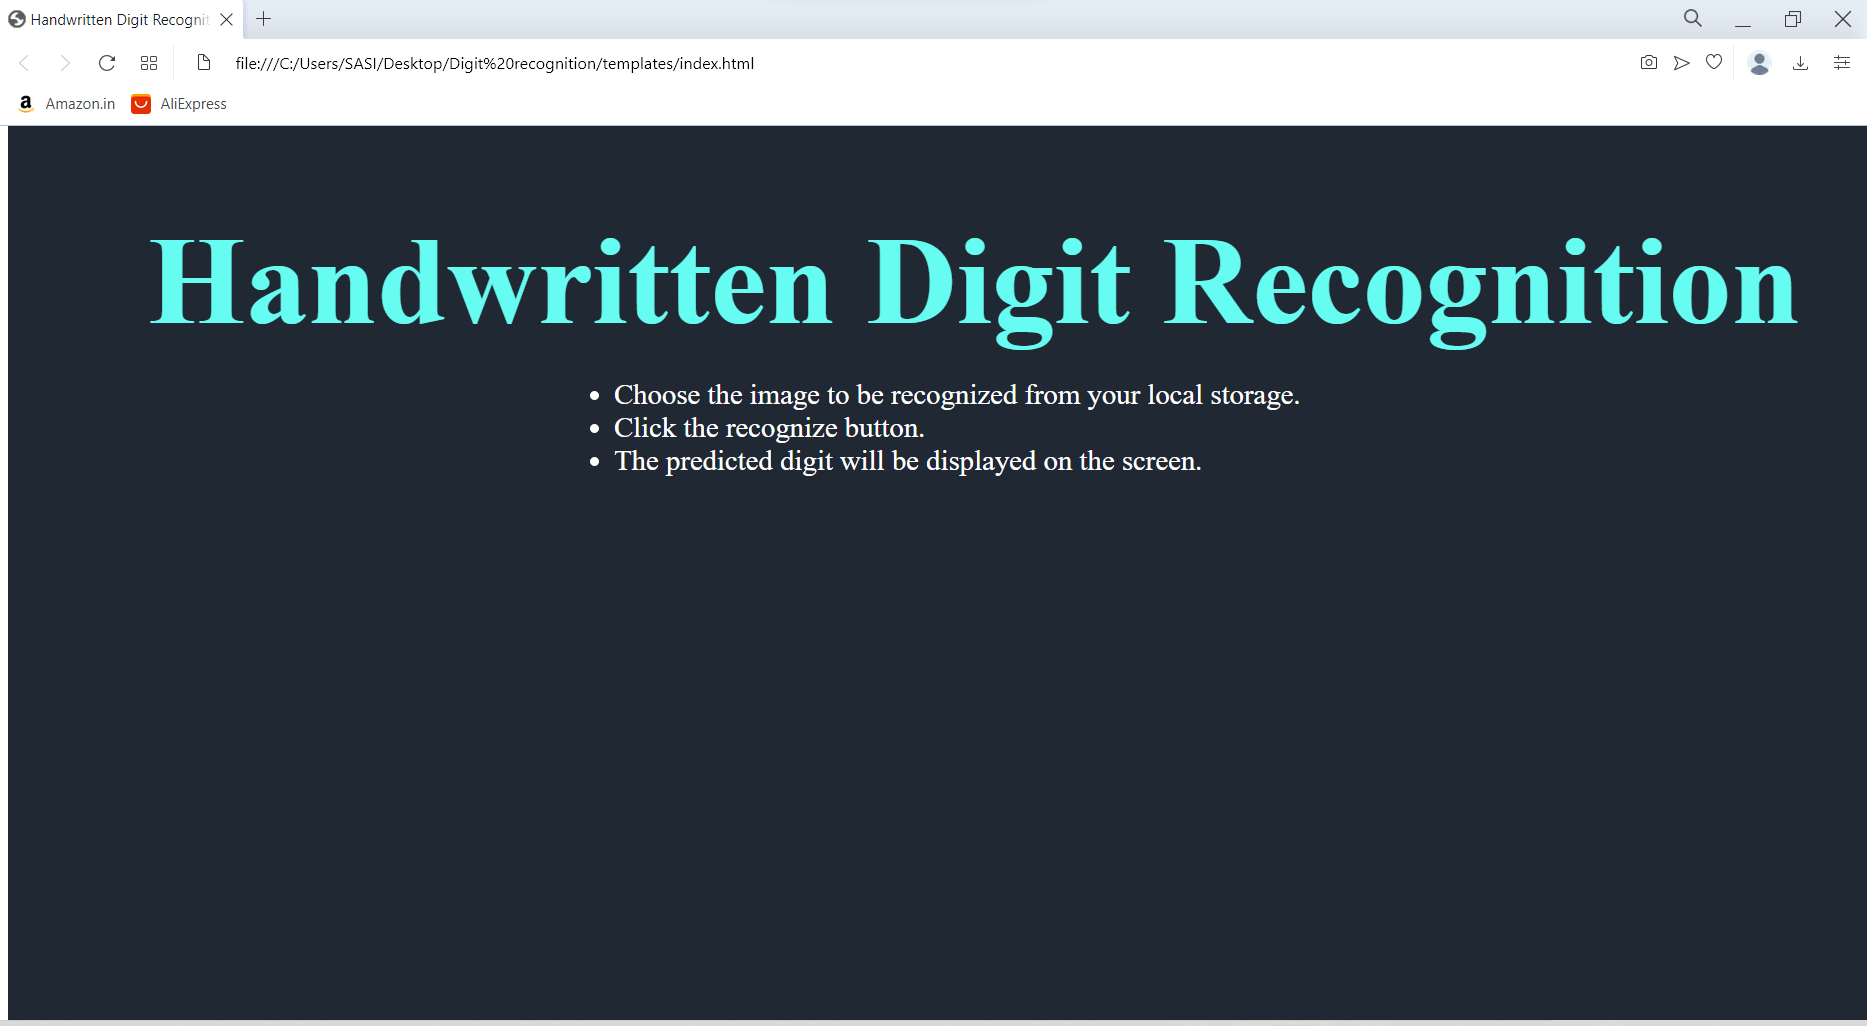 Handwritten Digit Recognit
file:///C:/Users/SASI/Desktop/Digit%20recognition/templates/index.html
Amazon.in AliExpress
Handwritten Digit Recognition
• Choose the image to be recognized from your local storage.
• Click the recognize button.
• The predicted digit will be displayed on the screen.